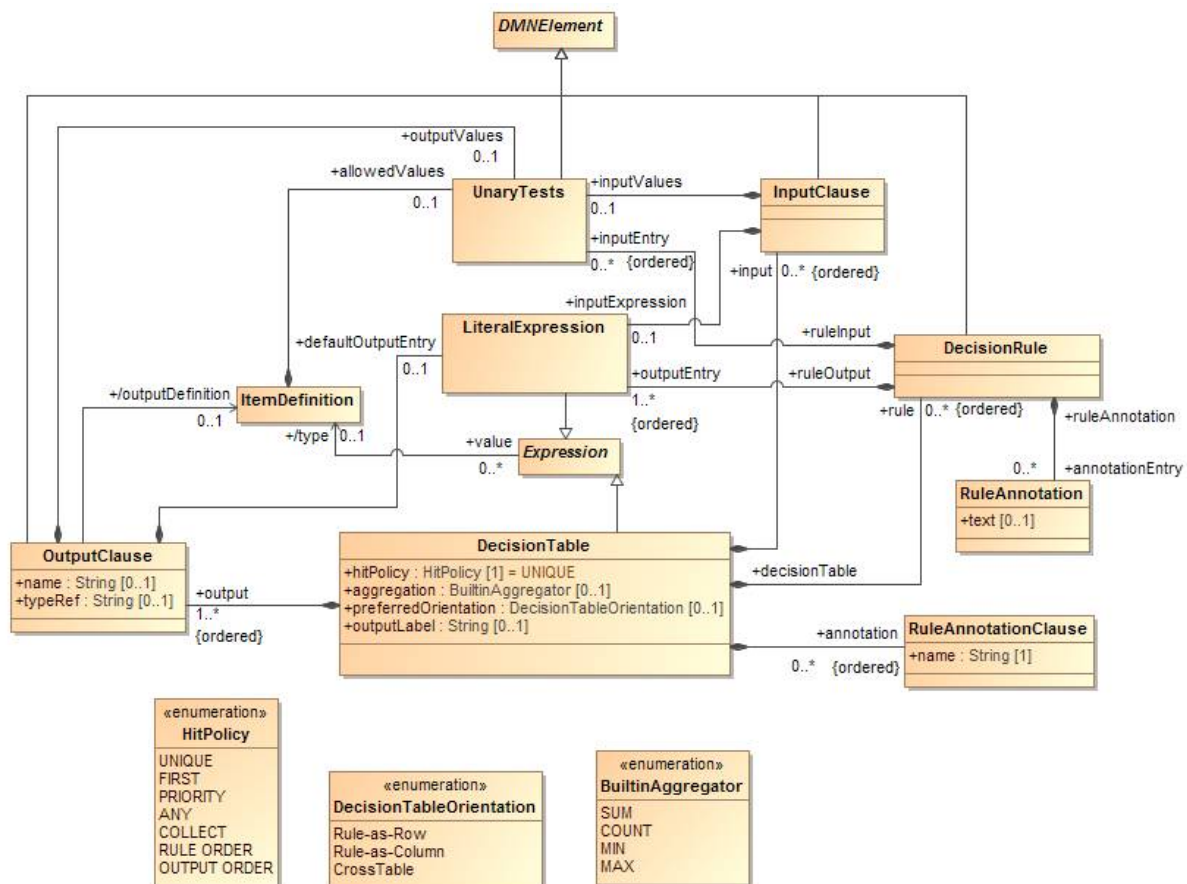 DMNElement
+outputValues
0..1
+allowedValues
0..1
UnaryTests
+inputValues
0..1
+inputEntry
0..* {ordered}
InputClause
+input 0..* {ordered}
+inputExpression
0..1
LiteralExpression
+defaultOutputEntry
0..1
+ruleInput
DecisionRule
+outputEntry
1..*
{ordered}
+ruleOutput
+rule 0..* {ordered}
+ruleAnnotation
+/outputDefinition
0..1
ItemDefinition
+/type 0..1
+value
0..*
Expression
0..* +annotationEntry
RuleAnnotation
+text [0..1]
OutputClause
+name : String [0..1]
+typeRef : String [0..1]
+output
1..*
{ordered}
DecisionTable
+hitPolicy : HitPolicy [1] = UNIQUE
+aggregation : BuiltinAggregator [0..1]
+preferredOrientation : DecisionTableOrientation [0..1]
+outputLabel : String [0..1]
+decisionTable
+annotation
0..* {ordered}
RuleAnnotationClause
+name : String [1]
«enumeration»
HitPolicy
UNIQUE
FIRST
PRIORITY
ANY
COLLECT
RULE ORDER
OUTPUT ORDER
«enumeration»
DecisionTableOrientation
Rule-as-Row
Rule-as-Column
CrossTable
«enumeration»
BuiltinAggregator
SUM
COUNT
MIN
MAX